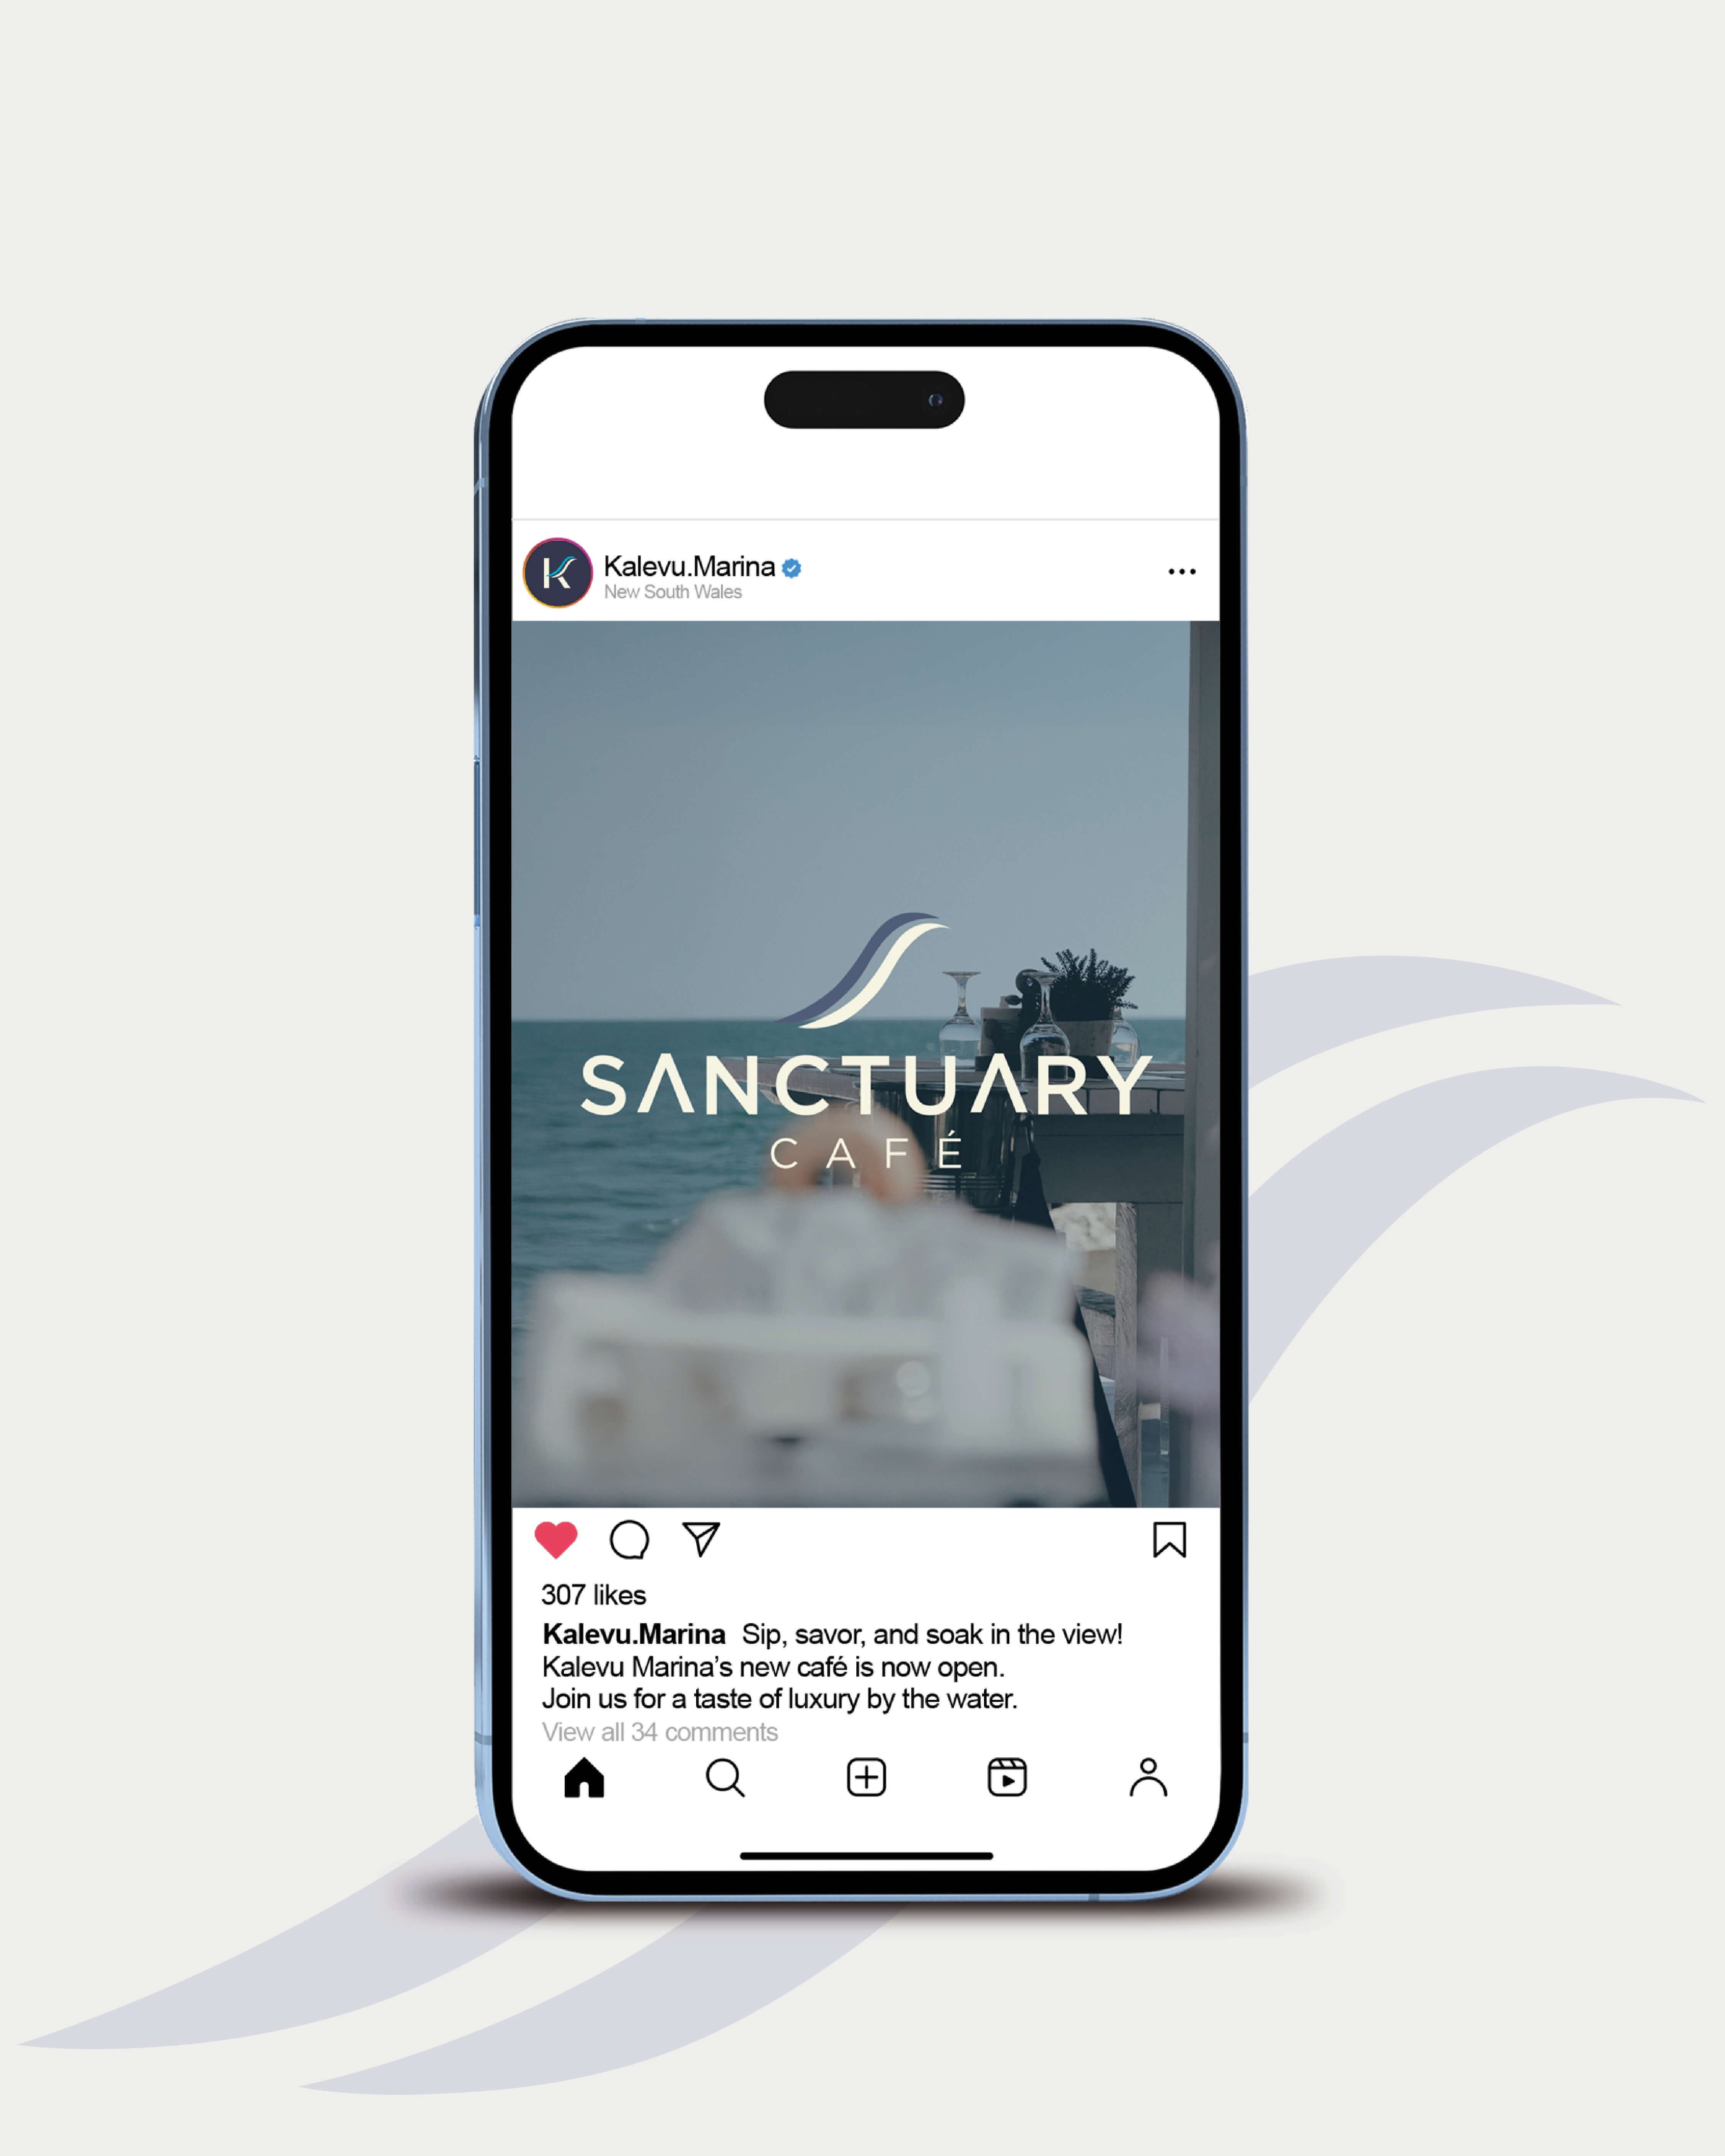 Kalevu.Marina
New South Wales
SANCTUARY
CAFÉ
307 likes
Kalevu.Marina Sip, savor, and soak in the view!
Kalevu Marina’s new café is now open.
Join us for a taste of luxury by the water.
View all 34 comments